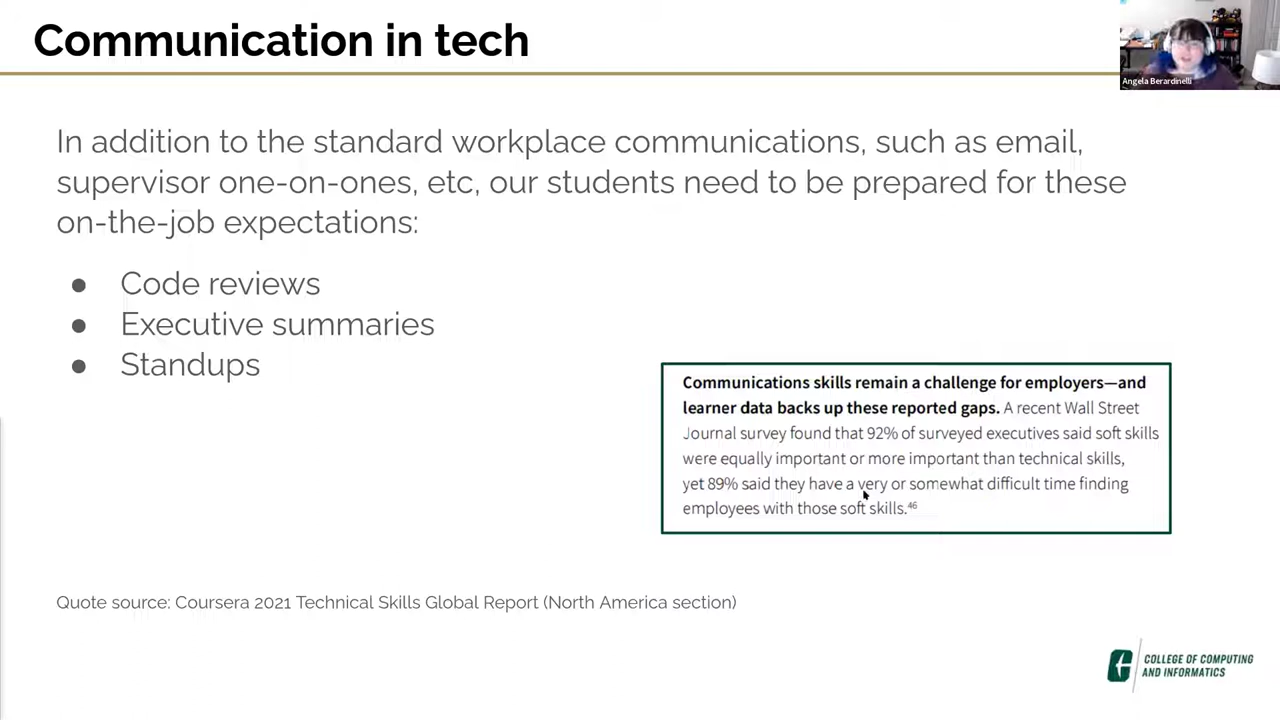 Communication in tech
Angela Berardinelli
In addition to the standard workplace communications, such as email,
supervisor one-on-ones, etc, our students need to be prepared for these
on-the-job expectations:
● Code reviews
● Executive summaries
● Standups
Communications skills remain a challenge for employers—and
learner data backs up these reported gaps. A recent Wall Street
Journal survey found that 92% of surveyed executives said soft skills
were equally important or more important than technical skills,
yet 89% said they have a very or somewhat difficult time finding
employees with those soft skills.⁴⁶
Quote source: Coursera 2021 Technical Skills Global Report (North America section)
COLLEGE OF COMPUTING
AND INFORMATICS